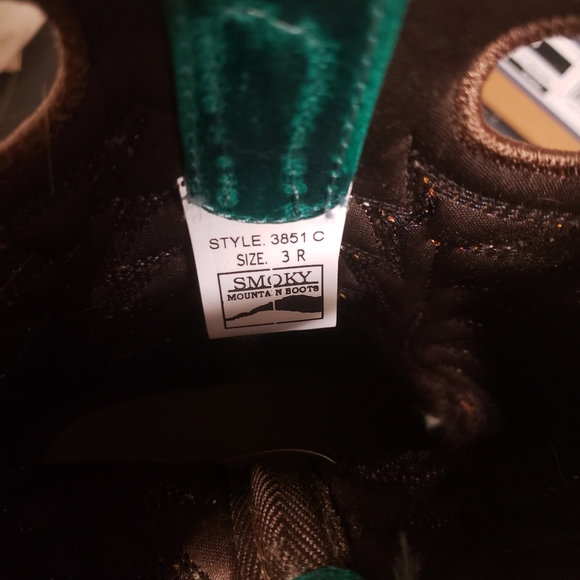 STYLE. 3851 C
SIZE. 3 R
SMOKY
MOUNTAIN BOOTS